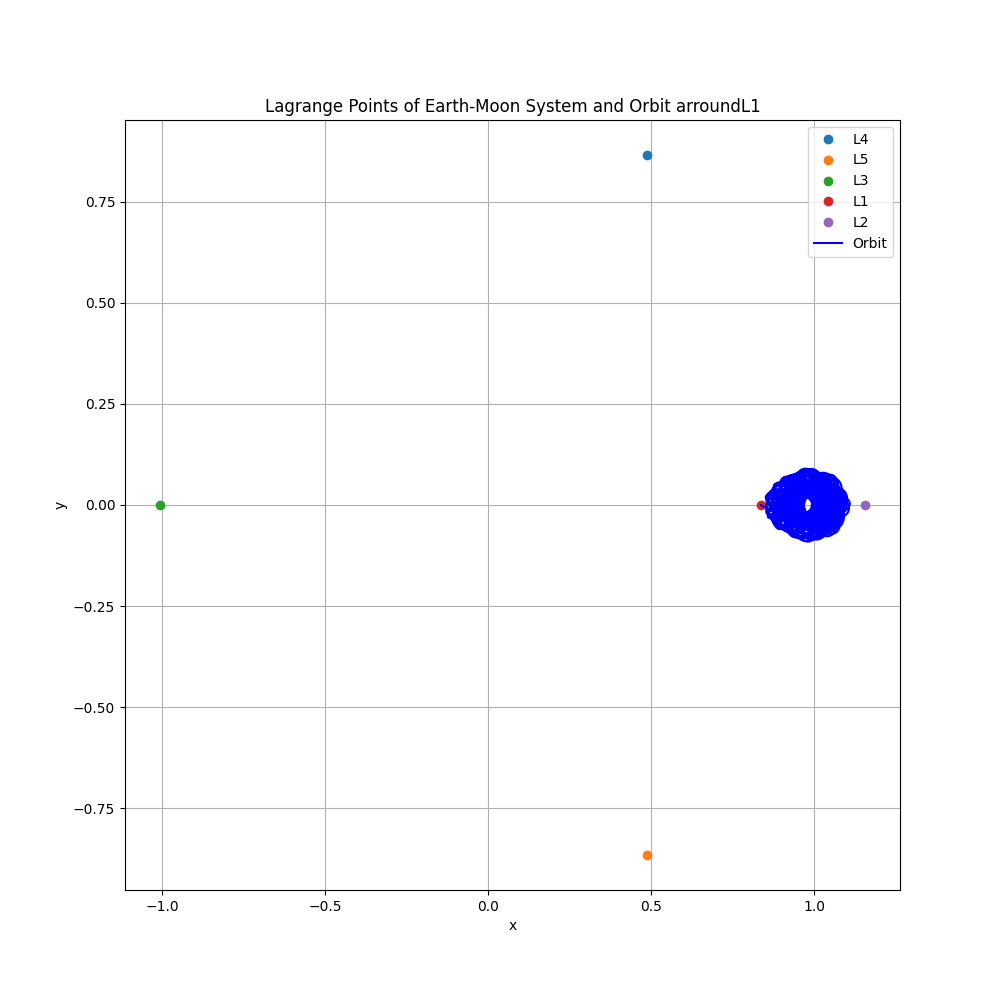 Lagrange Points of Earth-Moon System and Orbit arroundL1
L4
L5
L3
L1
L2
Orbit
0.75
0.50
0.25
0.00
−0.25
−0.50
−0.75
y
−1.0 −0.5 0.0 0.5 1.0
x